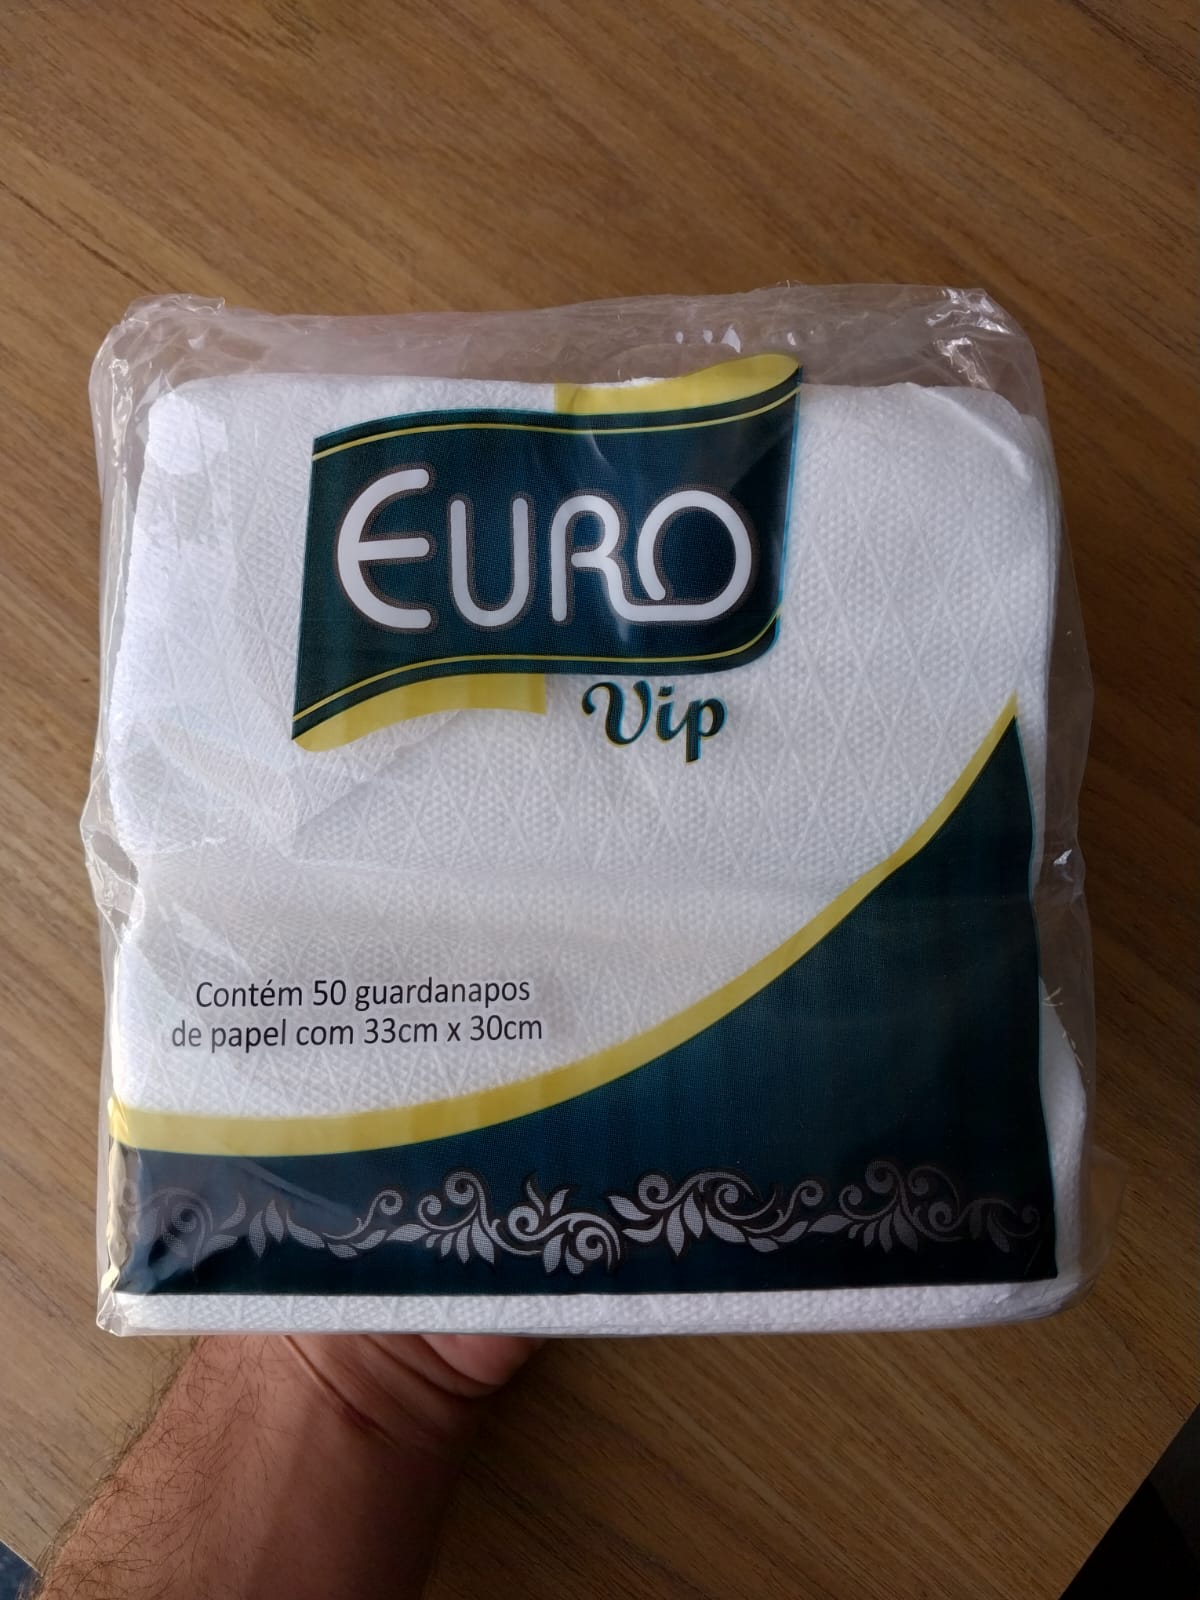 EURO
Vip
Contém 50 guardanapos
de papel com 33cm x 30cm